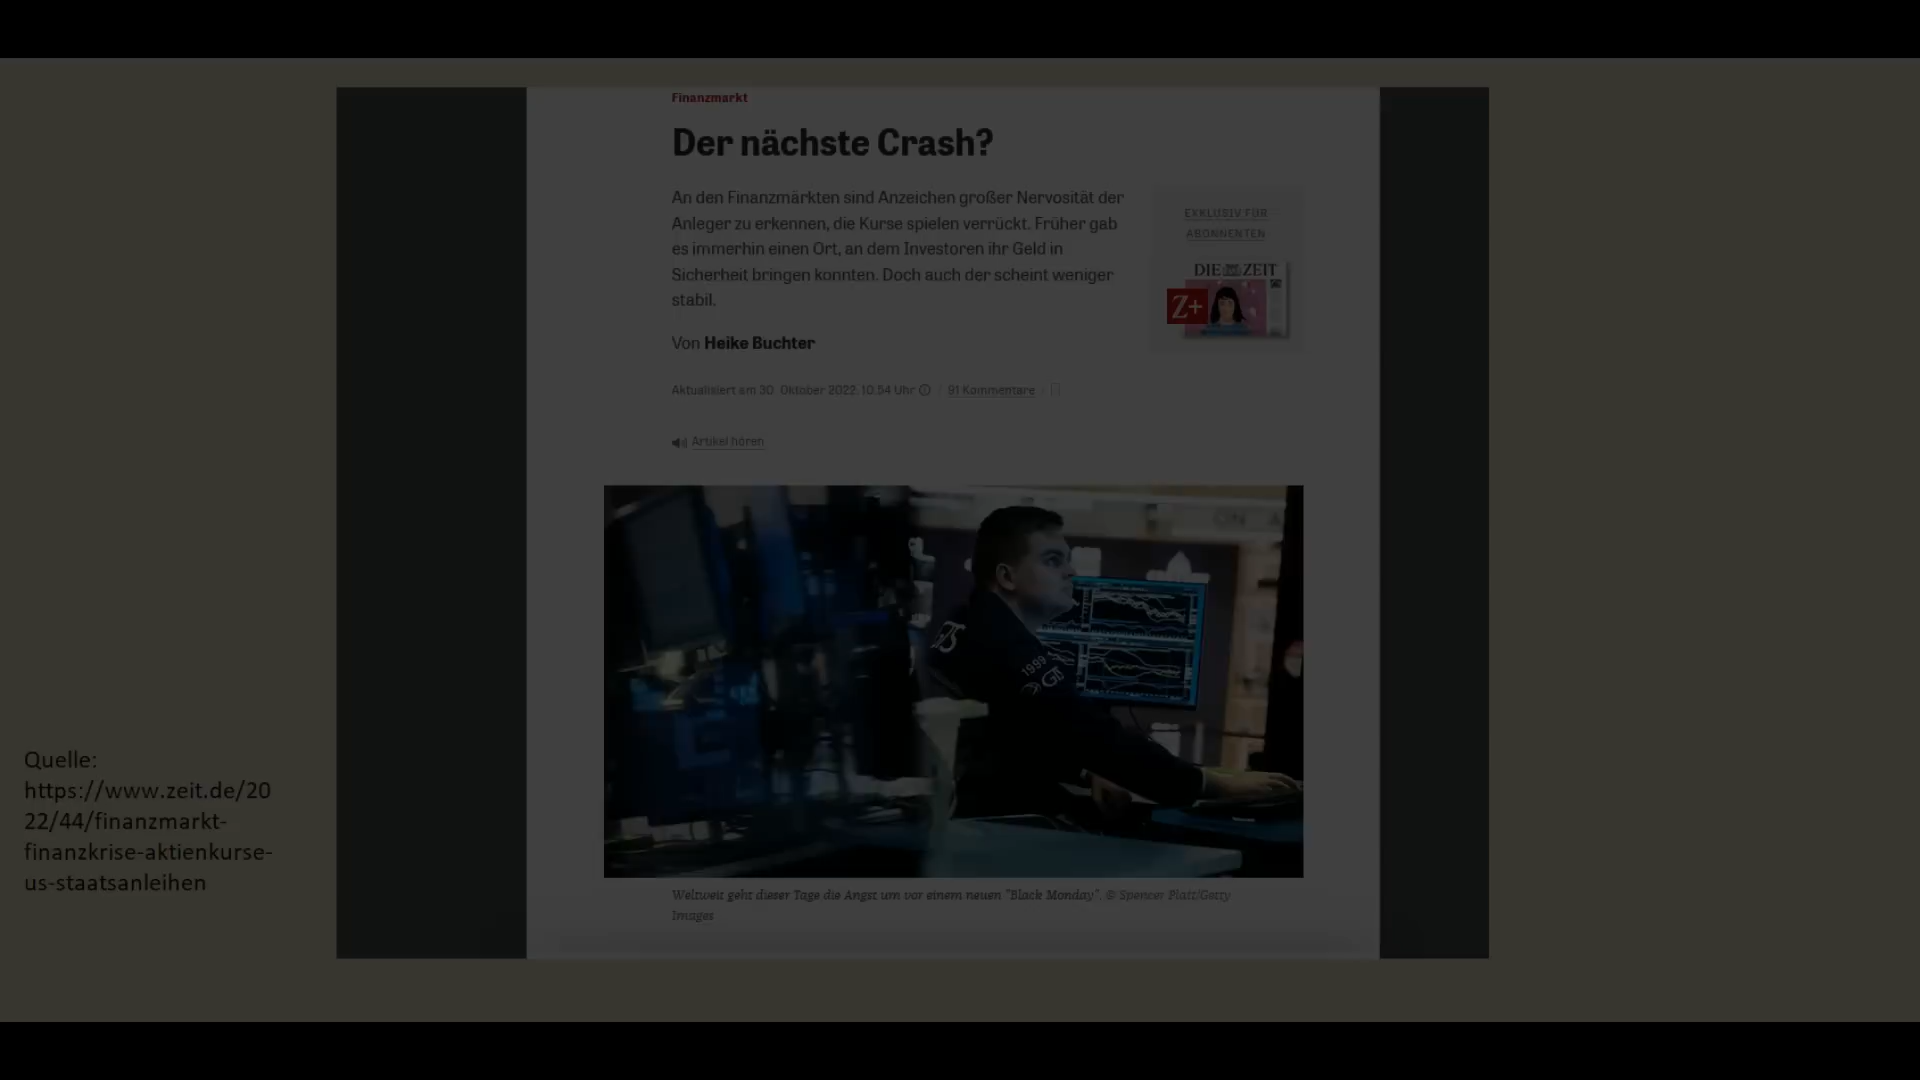 Finanzmarkt
Der nächste Crash?
An den Finanzmärkten sind Anzeichen großer Nervosität der
Anleger zu erkennen, die Kurse spielen verrückt. Früher gab
es immerhin einen Ort, an dem Investoren ihr Geld in
Sicherheit bringen konnten. Doch auch der scheint weniger
stabil.
EXKLUSIV FÜR
ABONNENTEN
DIE ZEIT
Z+
Von Heike Buchter
Aktualisiert am 30. Oktober 2022, 10:54 Uhr
91 Kommentare
Artikel hören
1999
GTS
Quelle:
https://www.zeit.de/20
22/44/finanzmarkt-
finanzkrise-aktienkurse-
us-staatsanleihen
Weltweit geht dieser Tage die Angst um vor einem neuen "Black Monday". © Spencer Platt/Getty
Images